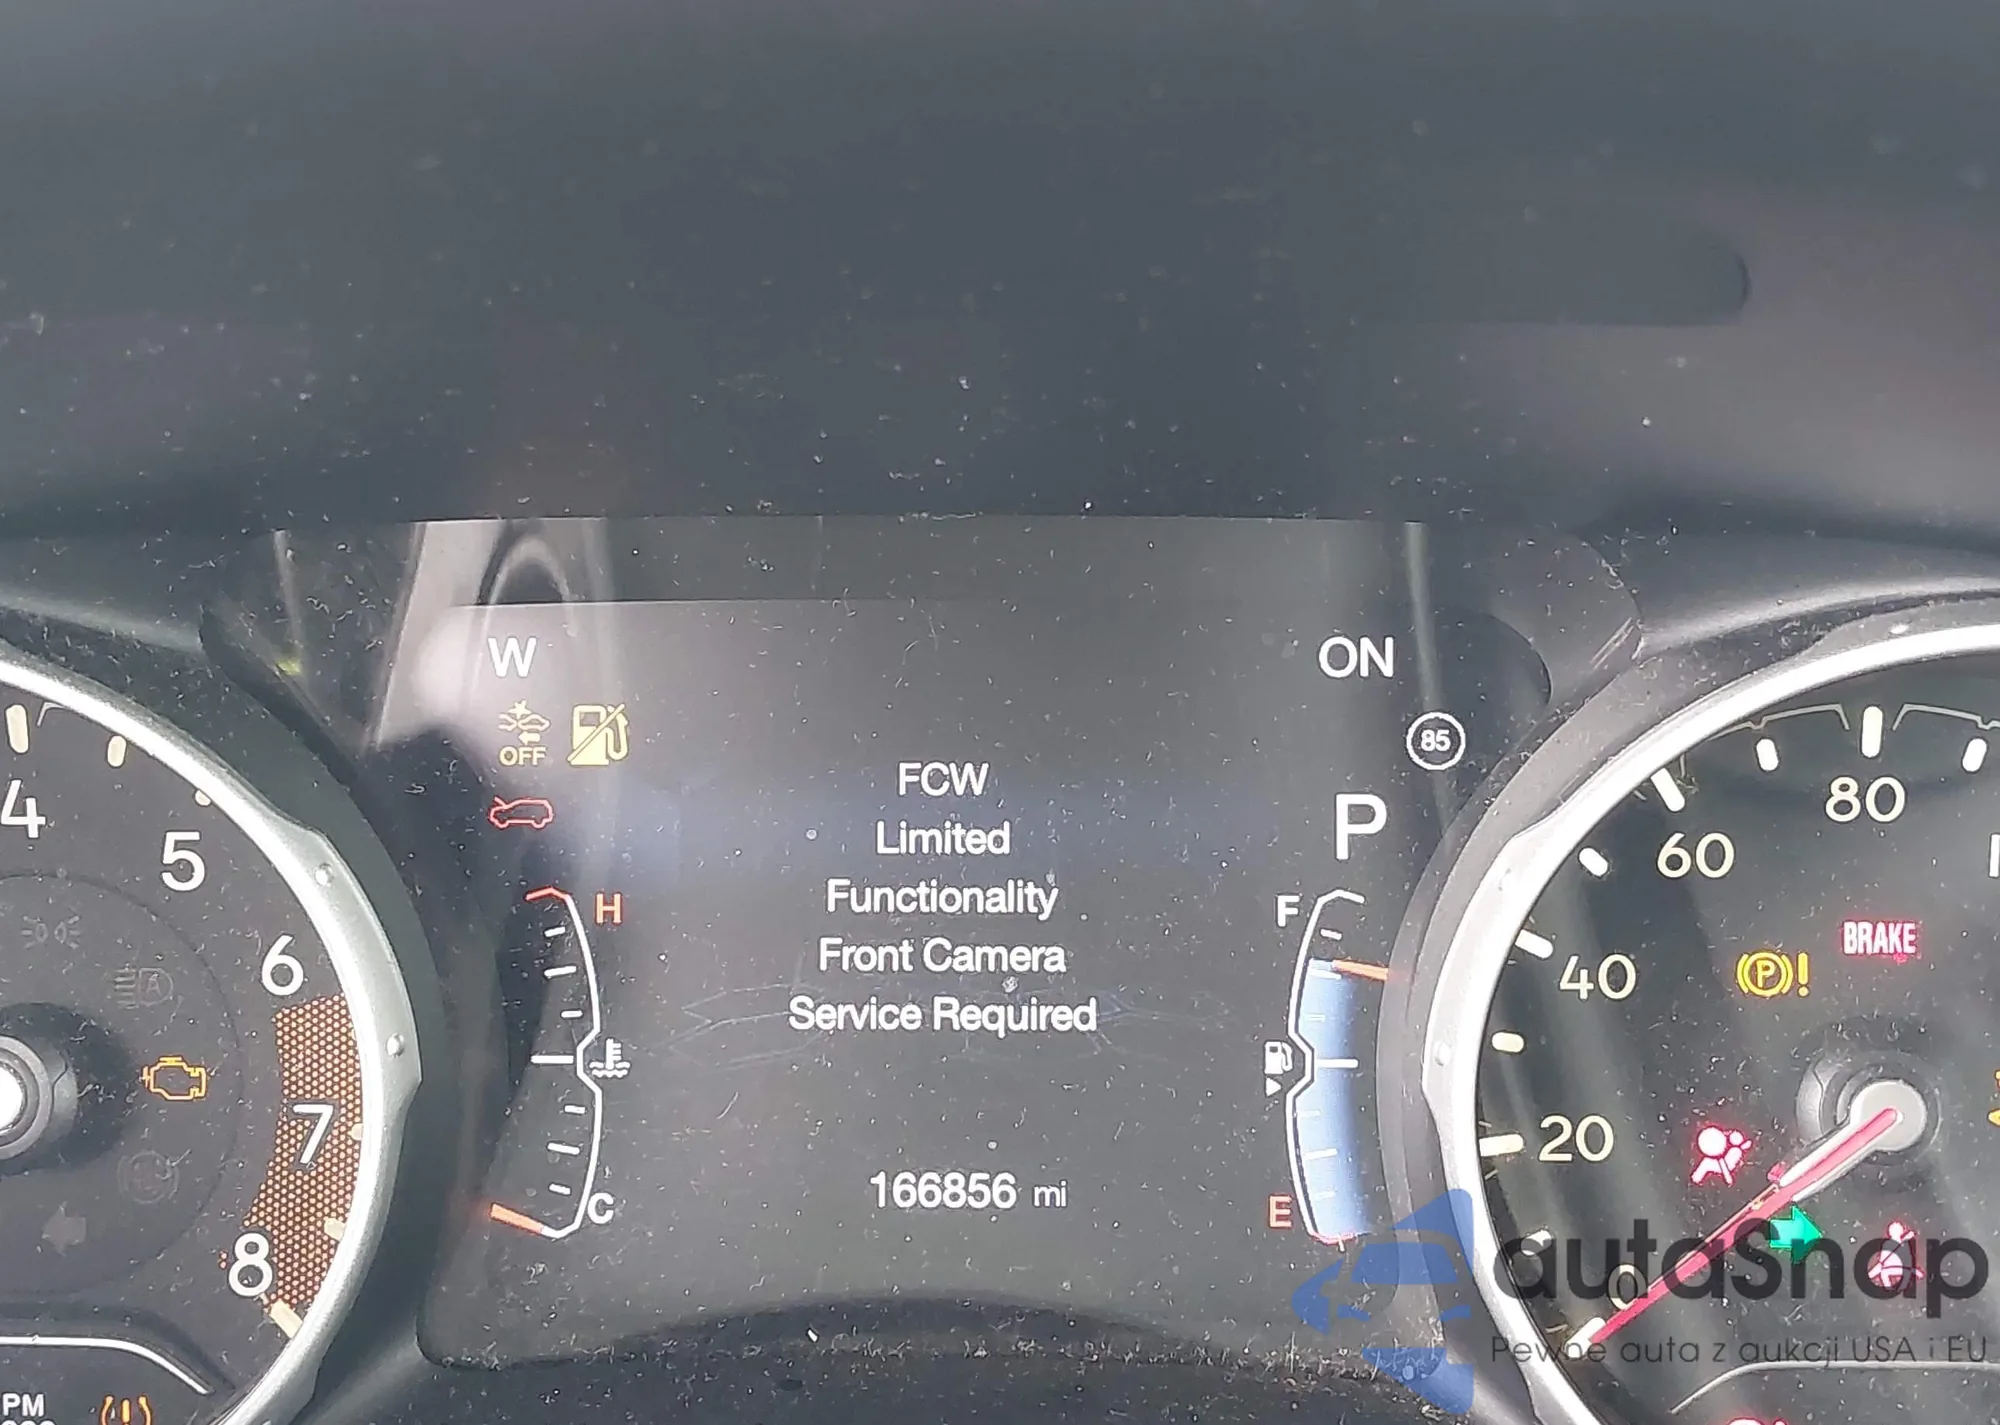 W
ON
OFF
85
FCW
Limited
Functionality
Front Camera
Service Required
P
H
F
C
E
166856 mi
4
5
6
7
8
PM
80
60
40
20
0
BRAKE
P
A
autaSnap
Pewne auta z aukcji USA i EU